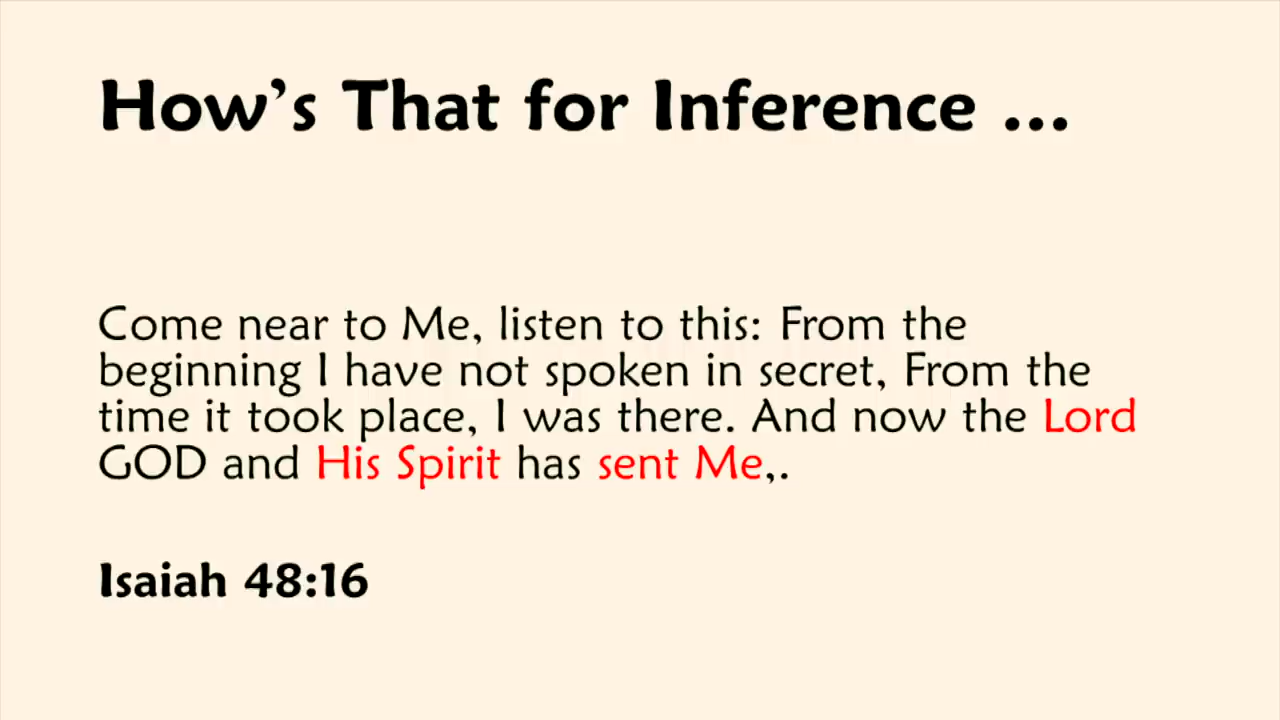 How’s That for Inference ...
Come near to Me, listen to this: From the
beginning I have not spoken in secret, From the
time it took place, I was there. And now the Lord
GOD and His Spirit has sent Me,.
Isaiah 48:16